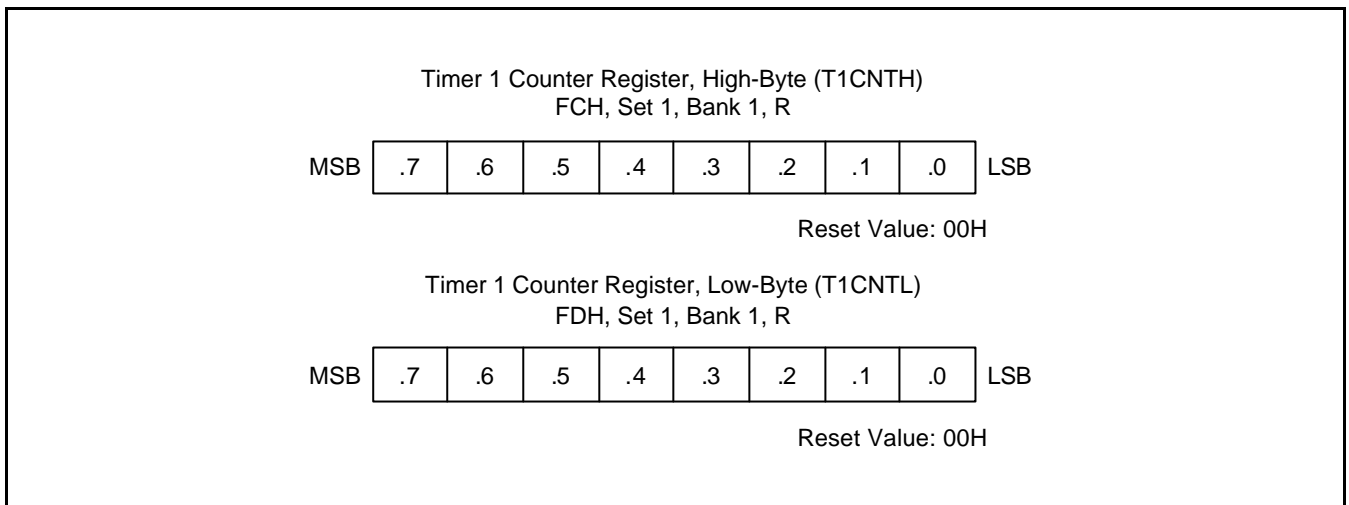 Timer 1 Counter Register, High-Byte (T1CNTH)
FCH, Set 1, Bank 1, R
MSB .7 .6 .5 .4 .3 .2 .1 .0 LSB
Reset Value: 00H
Timer 1 Counter Register, Low-Byte (T1CNTL)
FDH, Set 1, Bank 1, R
MSB .7 .6 .5 .4 .3 .2 .1 .0 LSB
Reset Value: 00H